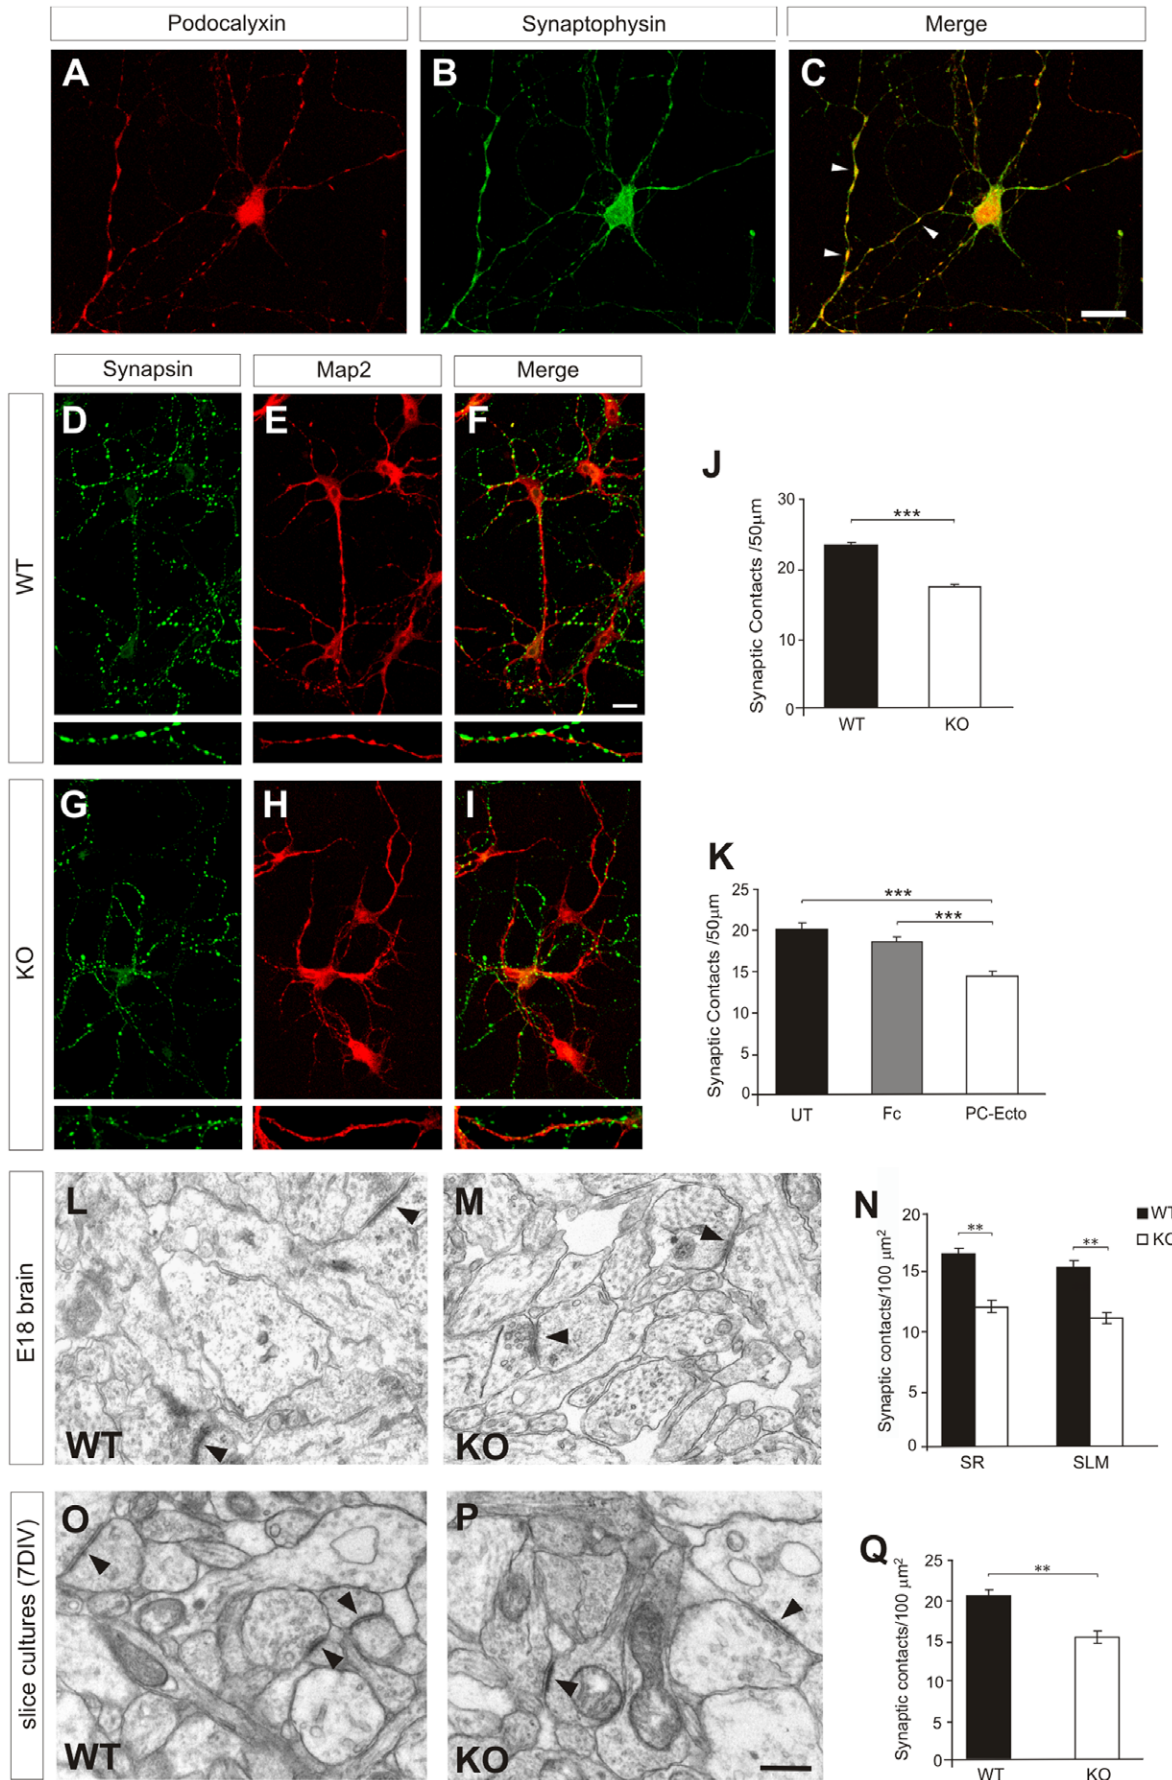 Podocalyxin
Synaptophysin
Merge
A
B
C
Synapsin
Map2
Merge
WT
D
E
F
J
30
20
10
0
Synaptic Contacts /50µm
***
WT
KO
KO
G
H
I
K
25
20
15
10
5
0
Synaptic Contacts /50µm
***
***
UT
Fc
PC-Ecto
E18 brain
L
WT
M
KO
N
20
15
10
5
0
Synaptic contacts/100 µm²
**
**
SR
SLM
WT
KO
slice cultures (7DIV)
O
WT
P
KO
Q
25
20
15
10
5
0
Synaptic contacts/100 µm²
**
WT
KO